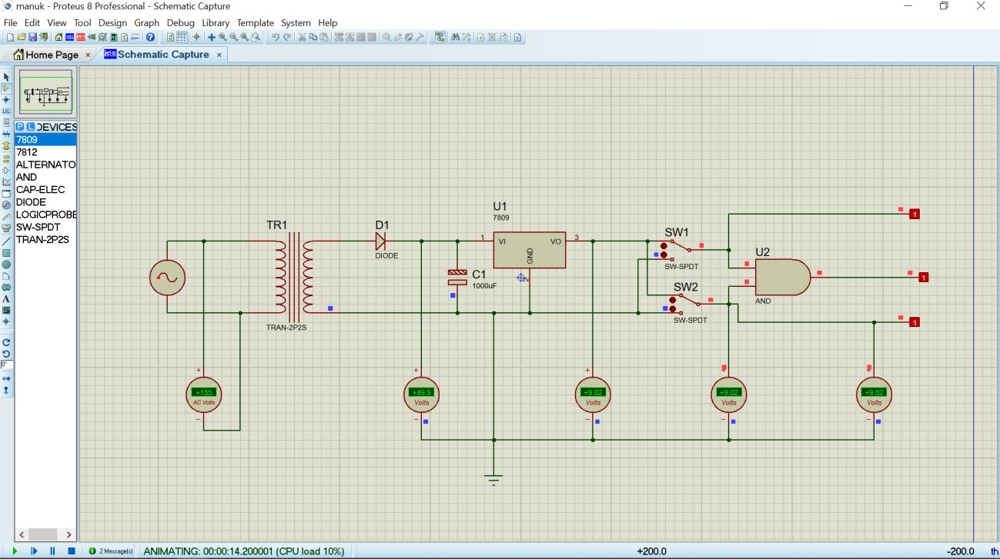 manuk - Proteus 8 Professional - Schematic Capture
File Edit View Tool Design Graph Debug Library Template System Help
Home Page × Schematic Capture ×
P L DEVICES
7809
7812
ALTERNATO
AND
CAP-ELEC
DIODE
LOGICPROBE
SW-SPDT
TRAN-2P2S
TR1
TRAN-2P2S
D1
DIODE
C1
1000uF
U1
7809
1 VI VO 3
GND
2
SW1
SW-SPDT
SW2
SW-SPDT
U2
AND
1
1
1
+155
AC Volts
+49.9
Volts
+9.02
Volts
+9.02
Volts
+9.02
Volts
0°
2 Message(s)
ANIMATING: 00:00:14.200001 (CPU load 10%)
+200.0
-200.0
th